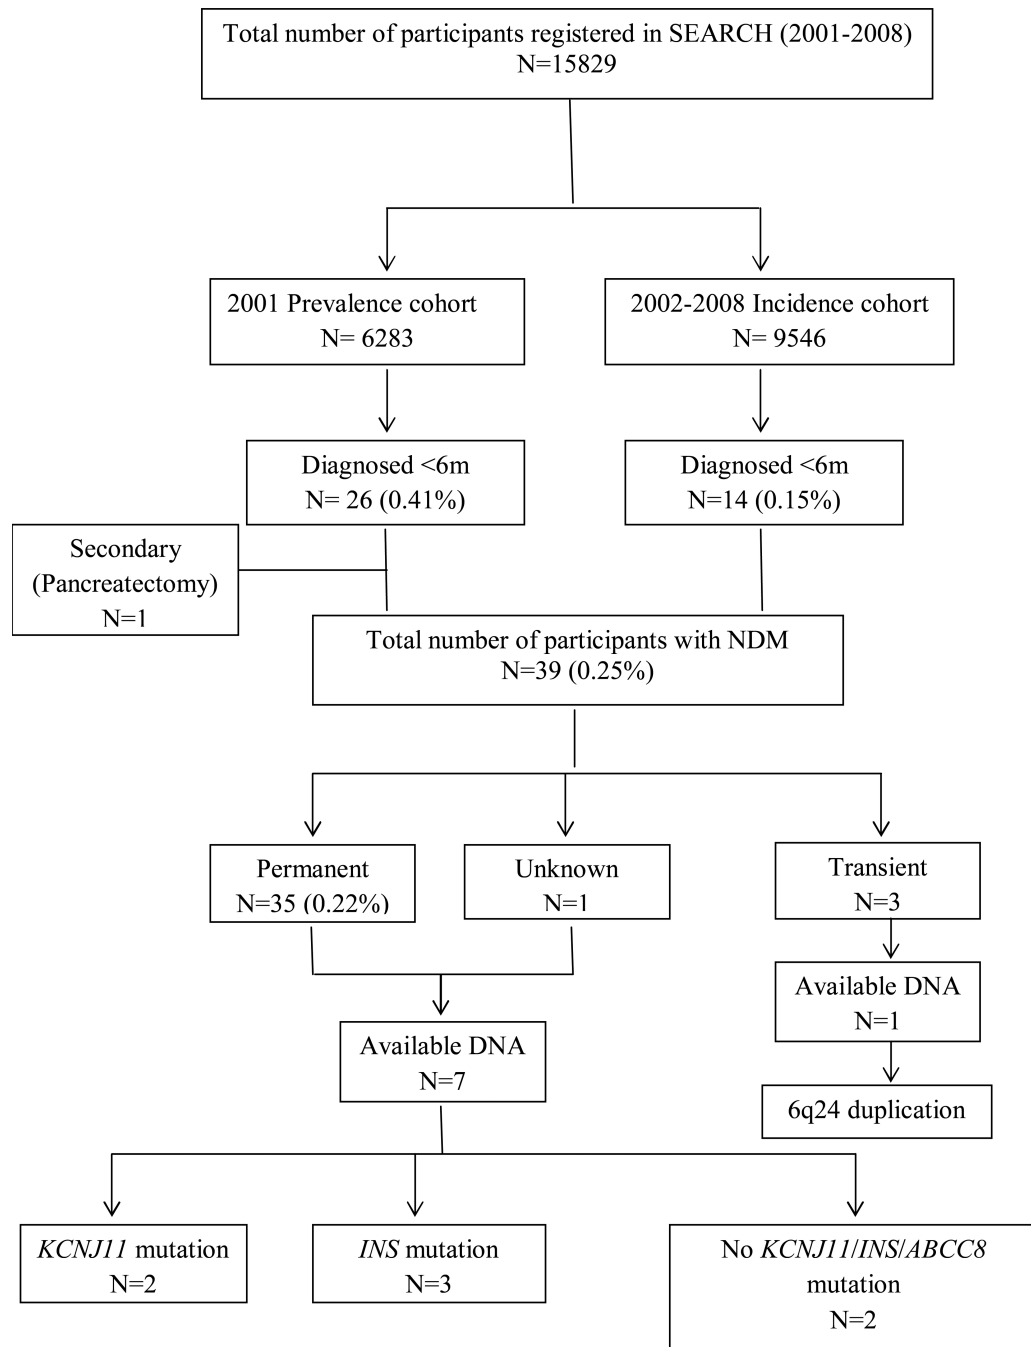 Total number of participants registered in SEARCH (2001-2008)
N=15829
2001 Prevalence cohort
N= 6283
2002-2008 Incidence cohort
N= 9546
Diagnosed <6m
N= 26 (0.41%)
Diagnosed <6m
N=14 (0.15%)
Secondary
(Pancreatectomy)
N=1
Total number of participants with NDM
N=39 (0.25%)
Permanent
N=35 (0.22%)
Unknown
N=1
Transient
N=3
Available DNA
N=1
Available DNA
N=7
6q24 duplication
KCNJ11 mutation
N=2
INS mutation
N=3
No KCNJ11/INS/ABCC8
mutation
N=2